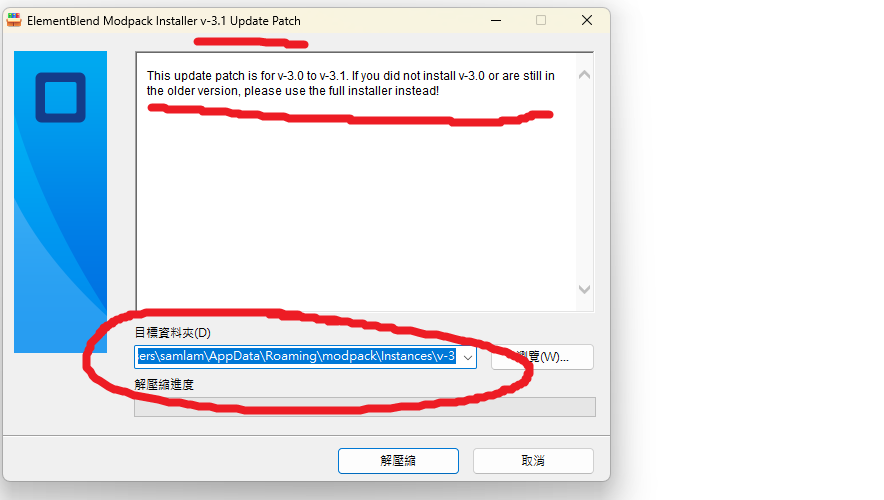 ElementBlend Modpack Installer v-3.1 Update Patch
This update patch is for v-3.0 to v-3.1. If you did not install v-3.0 or are still in
the older version, please use the full installer instead!
目標資料夾(D)
ers\samlam\AppData\Roaming\modpack\Instances\v-3
瀏覽(W)...
解壓縮進度
解壓縮
取消